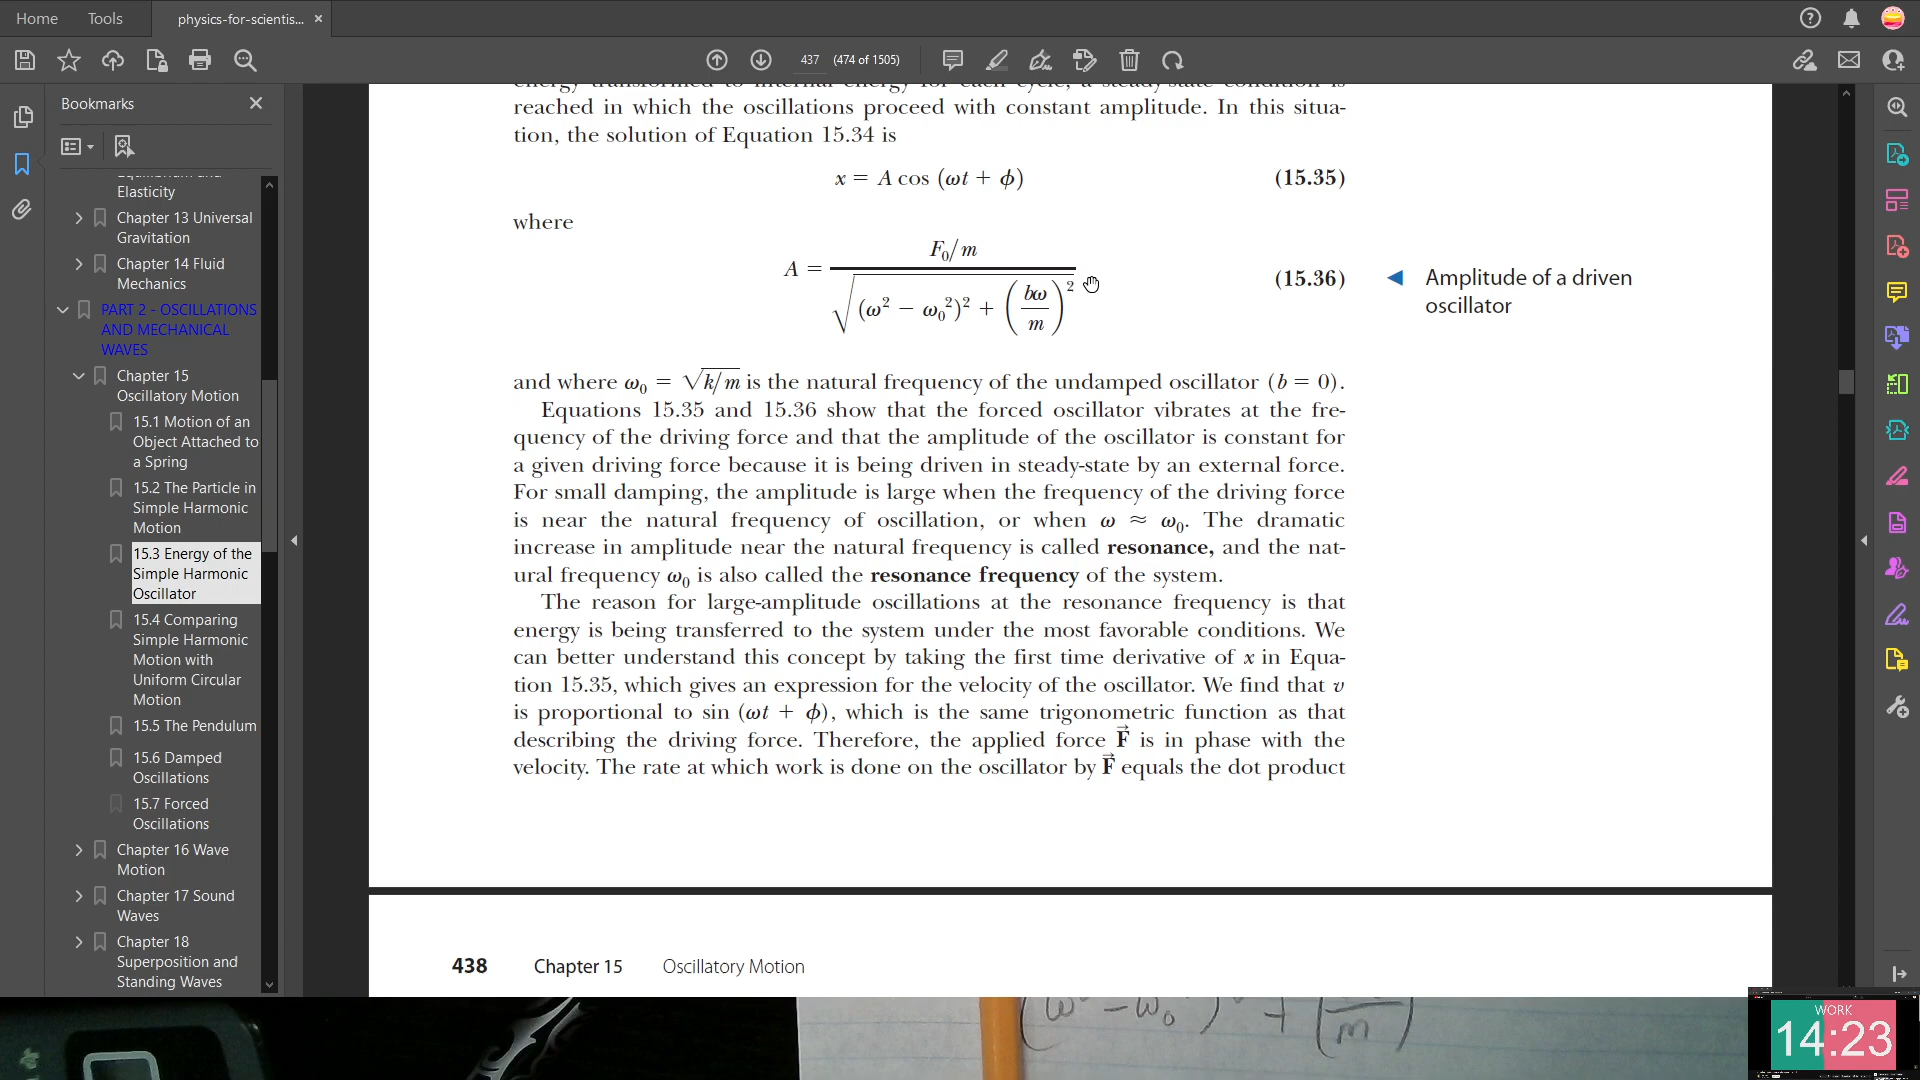 Home
Tools
physics-for-scientis...
437
(474 of 1505)
Bookmarks
Elasticity
Chapter 13 Universal
Gravitation
Chapter 14 Fluid
Mechanics
PART 2 - OSCILLATIONS
AND MECHANICAL
WAVES
Chapter 15
Oscillatory Motion
15.1 Motion of an
Object Attached to
a Spring
15.2 The Particle in
Simple Harmonic
Motion
15.3 Energy of the
Simple Harmonic
Oscillator
15.4 Comparing
Simple Harmonic
Motion with
Uniform Circular
Motion
15.5 The Pendulum
15.6 Damped
Oscillations
15.7 Forced
Oscillations
Chapter 16 Wave
Motion
Chapter 17 Sound
Waves
Chapter 18
Superposition and
Standing Waves
energy transformed to internal energy for each cycle, a steady-state condition is
reached in which the oscillations proceed with constant amplitude. In this situa-
tion, the solution of Equation 15.34 is
x = A cos (ωt + ϕ) (15.35)
where
A = F₀/m / √((ω² − ω₀²)² + (bω/m)²) (15.36)
◀ Amplitude of a driven
oscillator
and where ω₀ = √k/m is the natural frequency of the undamped oscillator (b = 0).
Equations 15.35 and 15.36 show that the forced oscillator vibrates at the fre-
quency of the driving force and that the amplitude of the oscillator is constant for
a given driving force because it is being driven in steady-state by an external force.
For small damping, the amplitude is large when the frequency of the driving force
is near the natural frequency of oscillation, or when ω ≈ ω₀. The dramatic
increase in amplitude near the natural frequency is called resonance, and the nat-
ural frequency ω₀ is also called the resonance frequency of the system.
The reason for large-amplitude oscillations at the resonance frequency is that
energy is being transferred to the system under the most favorable conditions. We
can better understand this concept by taking the first time derivative of x in Equa-
tion 15.35, which gives an expression for the velocity of the oscillator. We find that v
is proportional to sin (ωt + ϕ), which is the same trigonometric function as that
describing the driving force. Therefore, the applied force F⃗ is in phase with the
velocity. The rate at which work is done on the oscillator by F⃗ equals the dot product
438 Chapter 15 Oscillatory Motion
WORK
14:23